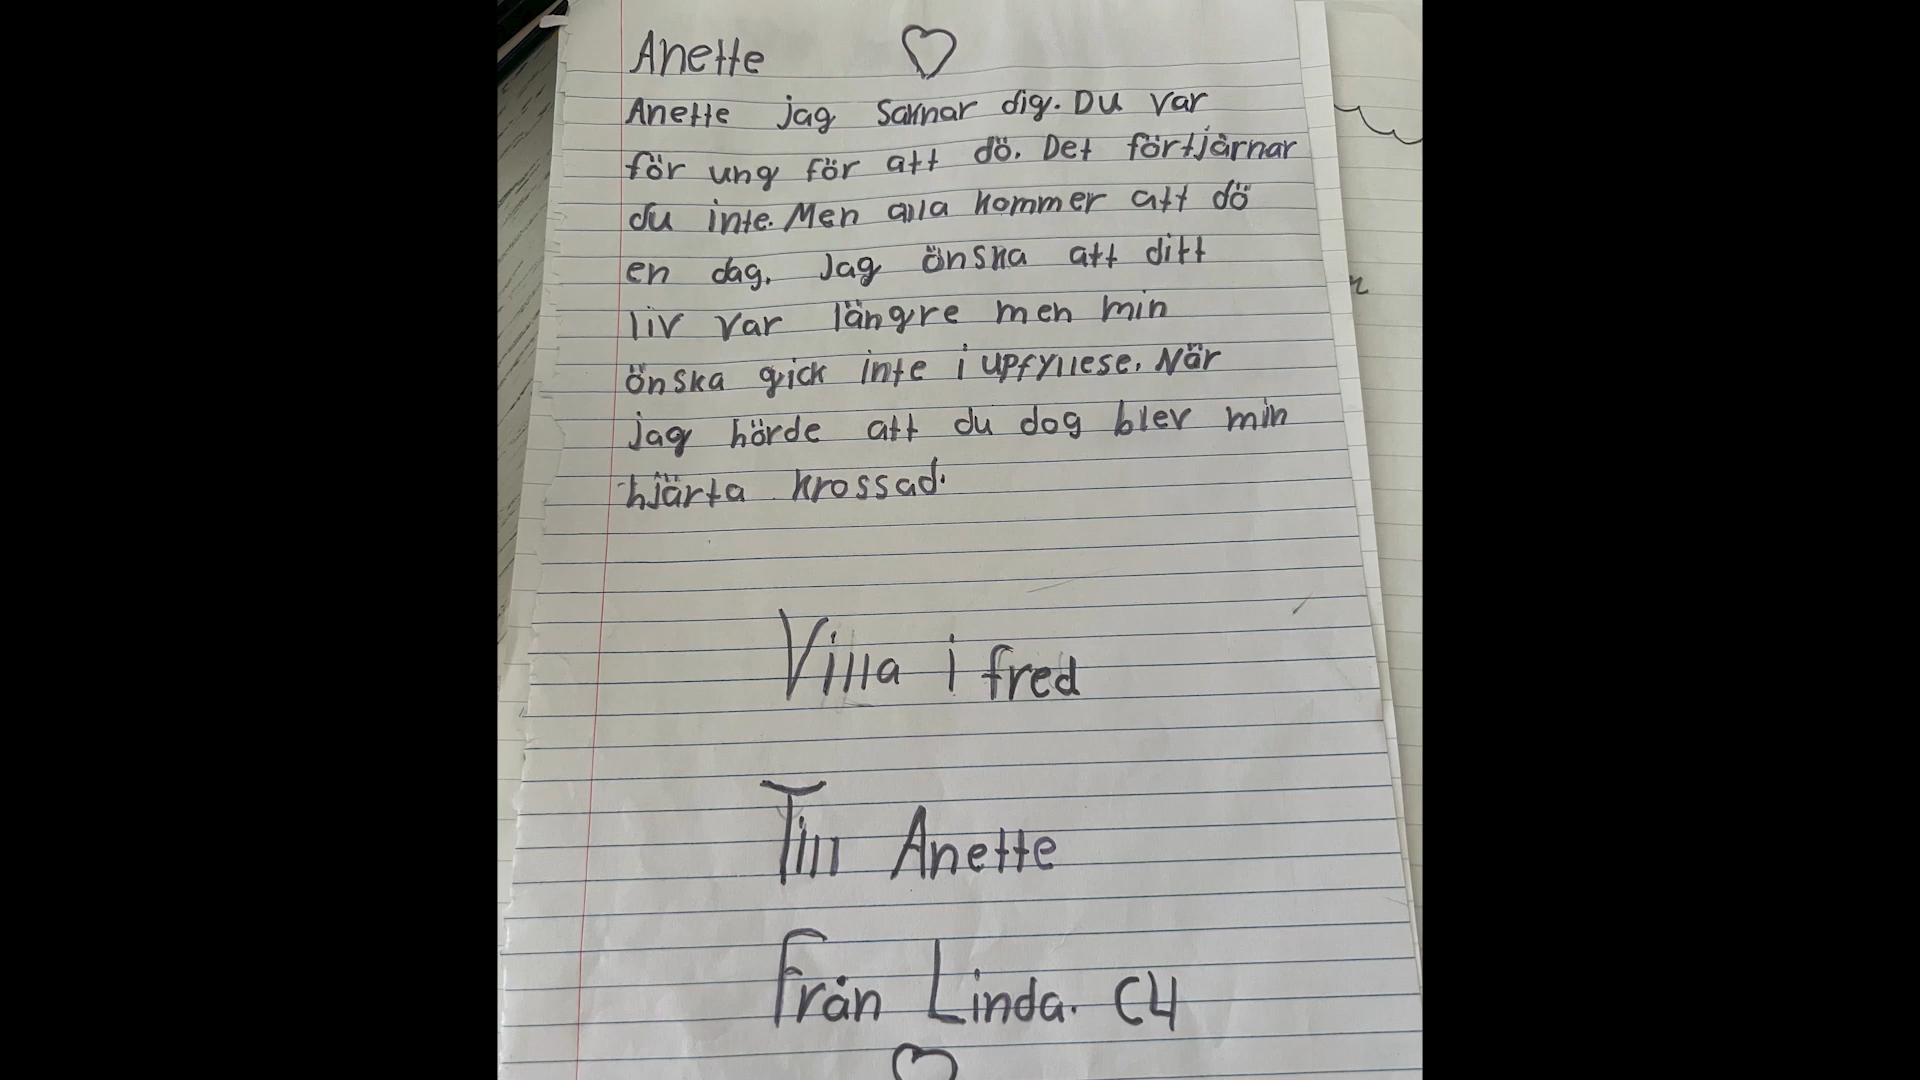 Anette ♡
Anette jag saknar dig. Du var
för ung för att dö. Det förtjärnar
du inte. Men alla kommer att dö
en dag. Jag önska att ditt
liv var längre men min
önska gick inte i upfyllese. När
jag hörde att du dog blev min
hjärta krossad.
Villa i fred
Till Anette
Från Linda. C4
♡